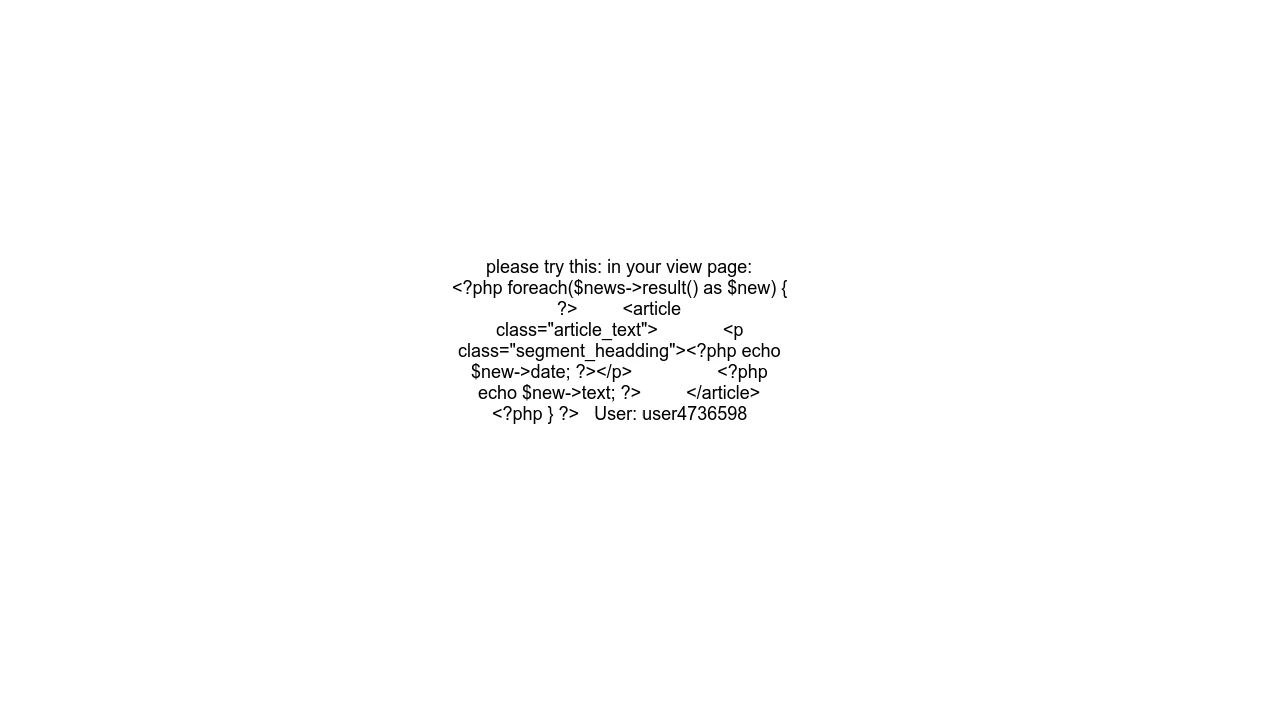 please try this: in your view page:
<?php foreach($news->result() as $new) {
?> <article
class="article_text"> <p
class="segment_headding"><?php echo
$new->date; ?></p> <?php
echo $new->text; ?> </article>
<?php } ?> User: user4736598